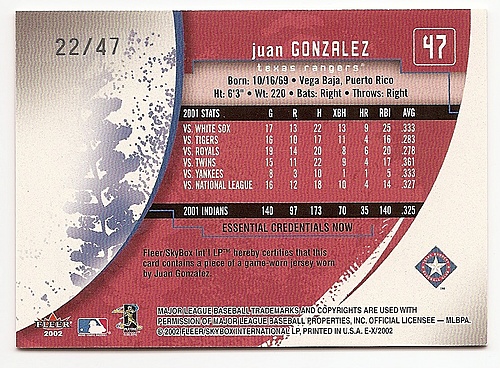 22/47
juan GONZALEZ
47
texas rangers
Born: 10/16/69 • Vega Baja, Puerto Rico
Ht: 6'3" • Wt: 220 • Bats: Right • Throws: Right
2001 STATS G R H XBH HR RBI AVG
VS. WHITE SOX 17 13 22 13 9 25 .333
VS. TIGERS 16 10 17 11 4 16 .283
VS. ROYALS 19 14 20 8 6 20 .278
VS. TWINS 15 11 22 9 4 17 .361
VS. YANKEES 9 3 10 1 1 5 .333
VS. NATIONAL LEAGUE 16 12 18 10 4 14 .327
2001 INDIANS 140 97 173 70 35 140 .325
ESSENTIAL CREDENTIALS NOW
Fleer/SkyBox Int'l LP™ hereby certifies that this
card contains a piece of a game-worn jersey worn
by Juan Gonzalez.
FLEER
2002
MAJOR LEAGUE BASEBALL TRADEMARKS AND COPYRIGHTS ARE USED WITH
PERMISSION OF MAJOR LEAGUE BASEBALL PROPERTIES, INC. OFFICIAL LICENSEE — MLBPA.
© 2002 FLEER/SKYBOX INTERNATIONAL LP, PRINTED IN U.S.A. E-X/2002